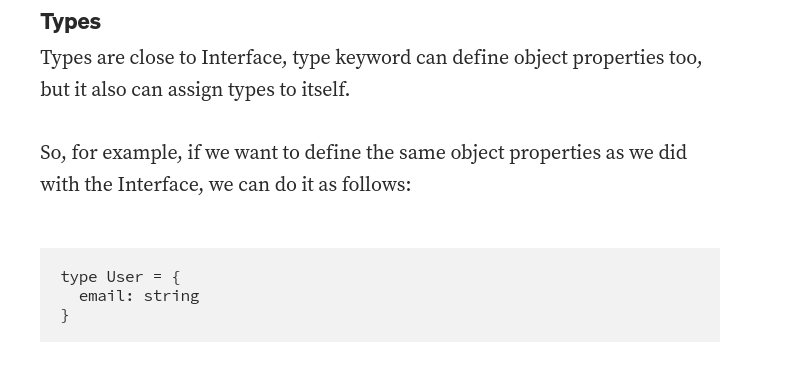 Types
Types are close to Interface, type keyword can define object properties too,
but it also can assign types to itself.
So, for example, if we want to define the same object properties as we did
with the Interface, we can do it as follows:
type User = {
  email: string
}